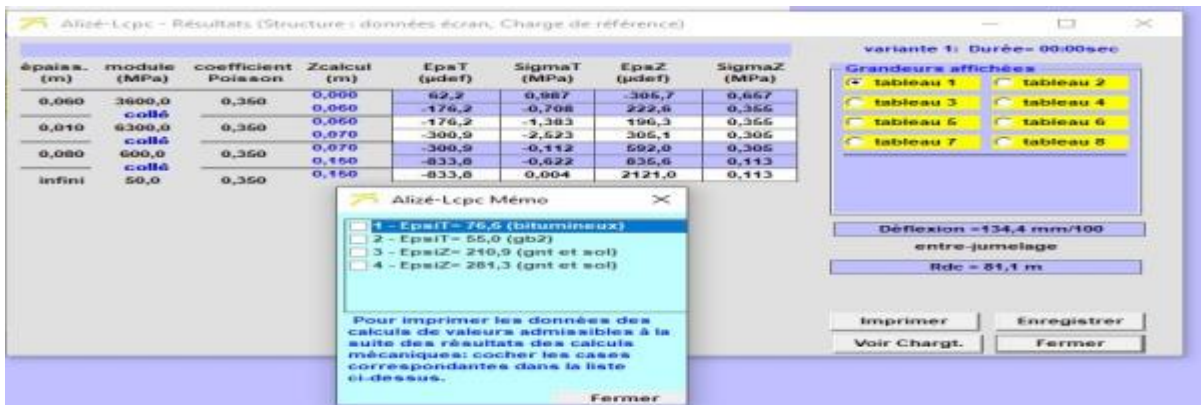 Alizé-Lcpc - Résultats (Structure : données écran, Charge de référence)
variante 1: Durée= 00:00sec
épaiss. module coefficient Zcalcul EpsT SigmaT EpsZ SigmaZ
(m) (MPa) Poisson (m) (µdef) (MPa) (µdef) (MPa)
0,000 62,2 0,987 -305,7 0,657
0,060 3600,0 0,350
collé 0,060 -176,2 -0,708 222,6 0,355
0,060 -176,2 -1,383 196,3 0,355
0,010 6300,0 0,350
collé 0,070 -300,9 -2,523 305,1 0,305
0,070 -300,9 -0,112 592,0 0,305
0,080 600,0 0,350
collé 0,150 -833,8 -0,622 835,6 0,113
infini 50,0 0,350 0,150 -833,8 0,004 2121,0 0,113
Grandeurs affichées
tableau 1 tableau 2
tableau 3 tableau 4
tableau 5 tableau 6
tableau 7 tableau 8
Déflexion =134,4 mm/100
entre-jumelage
Rdc = 81,1 m
Imprimer Enregistrer
Voir Chargt. Fermer
Alizé-Lcpc Mémo
1 - EpsiT= 76,6 (bitumineux)
2 - EpsiT= 55,0 (gb2)
3 - EpsiZ= 210,9 (gnt et sol)
4 - EpsiZ= 281,3 (gnt et sol)
Pour imprimer les données des
calculs de valeurs admissibles à la
suite des résultats des calculs
mécaniques: cocher les cases
correspondantes dans la liste
ci-dessus.
Fermer